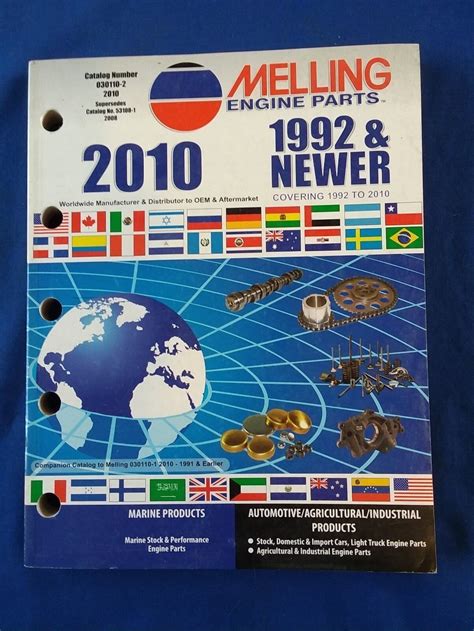 Catalog Number
030110-2
2010
Supersedes
Catalog No. 53108-1
2008
MELLING
ENGINE PARTS
2010
1992 &
NEWER
COVERING 1992 TO 2010
Worldwide Manufacturer & Distributor to OEM & Aftermarket
Companion Catalog to Melling 030110-1 2010 - 1991 & Earlier
MARINE PRODUCTS
Marine Stock & Performance
Engine Parts
AUTOMOTIVE/AGRICULTURAL/INDUSTRIAL
PRODUCTS
● Stock, Domestic & Import Cars, Light Truck Engine Parts
● Agricultural & Industrial Engine Parts